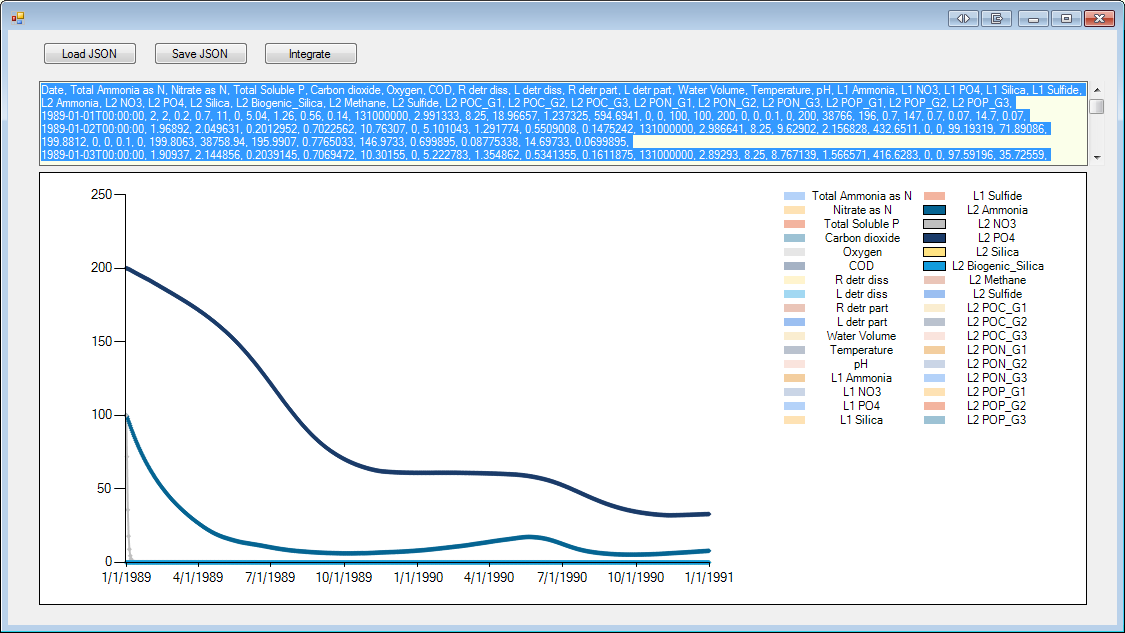 Load JSON
Save JSON
Integrate
Date, Total Ammonia as N, Nitrate as N, Total Soluble P, Carbon dioxide, Oxygen, COD, R detr diss, L detr diss, R detr part, L detr part, Water Volume, Temperature, pH, L1 Ammonia, L1 NO3, L1 PO4, L1 Silica, L1 Sulfide,
L2 Ammonia, L2 NO3, L2 PO4, L2 Silica, L2 Biogenic_Silica, L2 Methane, L2 Sulfide, L2 POC_G1, L2 POC_G2, L2 POC_G3, L2 PON_G1, L2 PON_G2, L2 PON_G3, L2 POP_G1, L2 POP_G2, L2 POP_G3,
1989-01-01T00:00:00, 2, 2, 0.2, 0.7, 11, 0, 5.04, 1.26, 0.56, 0.14, 131000000, 2.991333, 8.25, 18.96657, 1.237325, 594.6941, 0, 0, 100, 100, 200, 0, 0, 0.1, 0, 200, 38766, 196, 0.7, 147, 0.7, 0.07, 14.7, 0.07,
1989-01-02T00:00:00, 1.96892, 2.049631, 0.2012952, 0.7022562, 10.76307, 0, 5.101043, 1.291774, 0.5509008, 0.1475242, 131000000, 2.986641, 8.25, 9.62902, 2.156828, 432.6511, 0, 0, 99.19319, 71.89086,
199.8812, 0, 0, 0.1, 0, 199.8063, 38758.94, 195.9907, 0.7765033, 146.9733, 0.699895, 0.08775338, 14.69733, 0.0699895,
1989-01-03T00:00:00, 1.90937, 2.144856, 0.2039145, 0.7069472, 10.30155, 0, 5.222783, 1.354862, 0.5341355, 0.1611875, 131000000, 2.89293, 8.25, 8.767139, 1.566571, 416.6283, 0, 0, 97.59196, 35.72559,
250
200
150
100
50
0
1/1/1989
4/1/1989
7/1/1989
10/1/1989
1/1/1990
4/1/1990
7/1/1990
10/1/1990
1/1/1991
Total Ammonia as N
Nitrate as N
Total Soluble P
Carbon dioxide
Oxygen
COD
R detr diss
L detr diss
R detr part
L detr part
Water Volume
Temperature
pH
L1 Ammonia
L1 NO3
L1 PO4
L1 Silica
L1 Sulfide
L2 Ammonia
L2 NO3
L2 PO4
L2 Silica
L2 Biogenic_Silica
L2 Methane
L2 Sulfide
L2 POC_G1
L2 POC_G2
L2 POC_G3
L2 PON_G1
L2 PON_G2
L2 PON_G3
L2 POP_G1
L2 POP_G2
L2 POP_G3